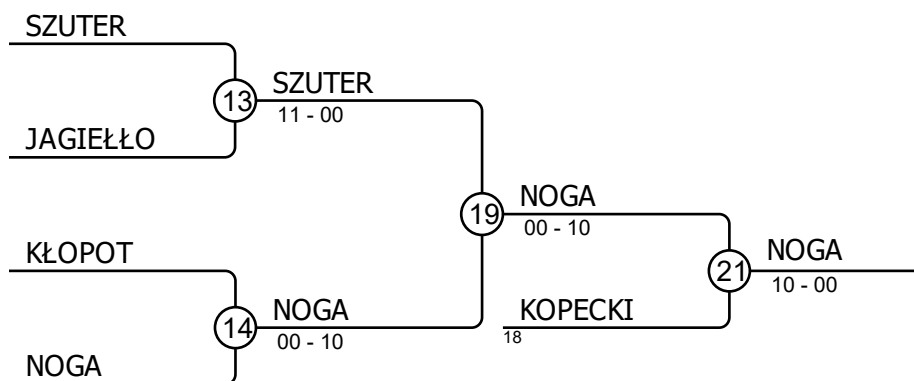 SZUTER
13
SZUTER
11 - 00
JAGIEŁŁO
19
NOGA
00 - 10
KŁOPOT
21
NOGA
10 - 00
14
NOGA
00 - 10
KOPECKI
18
NOGA